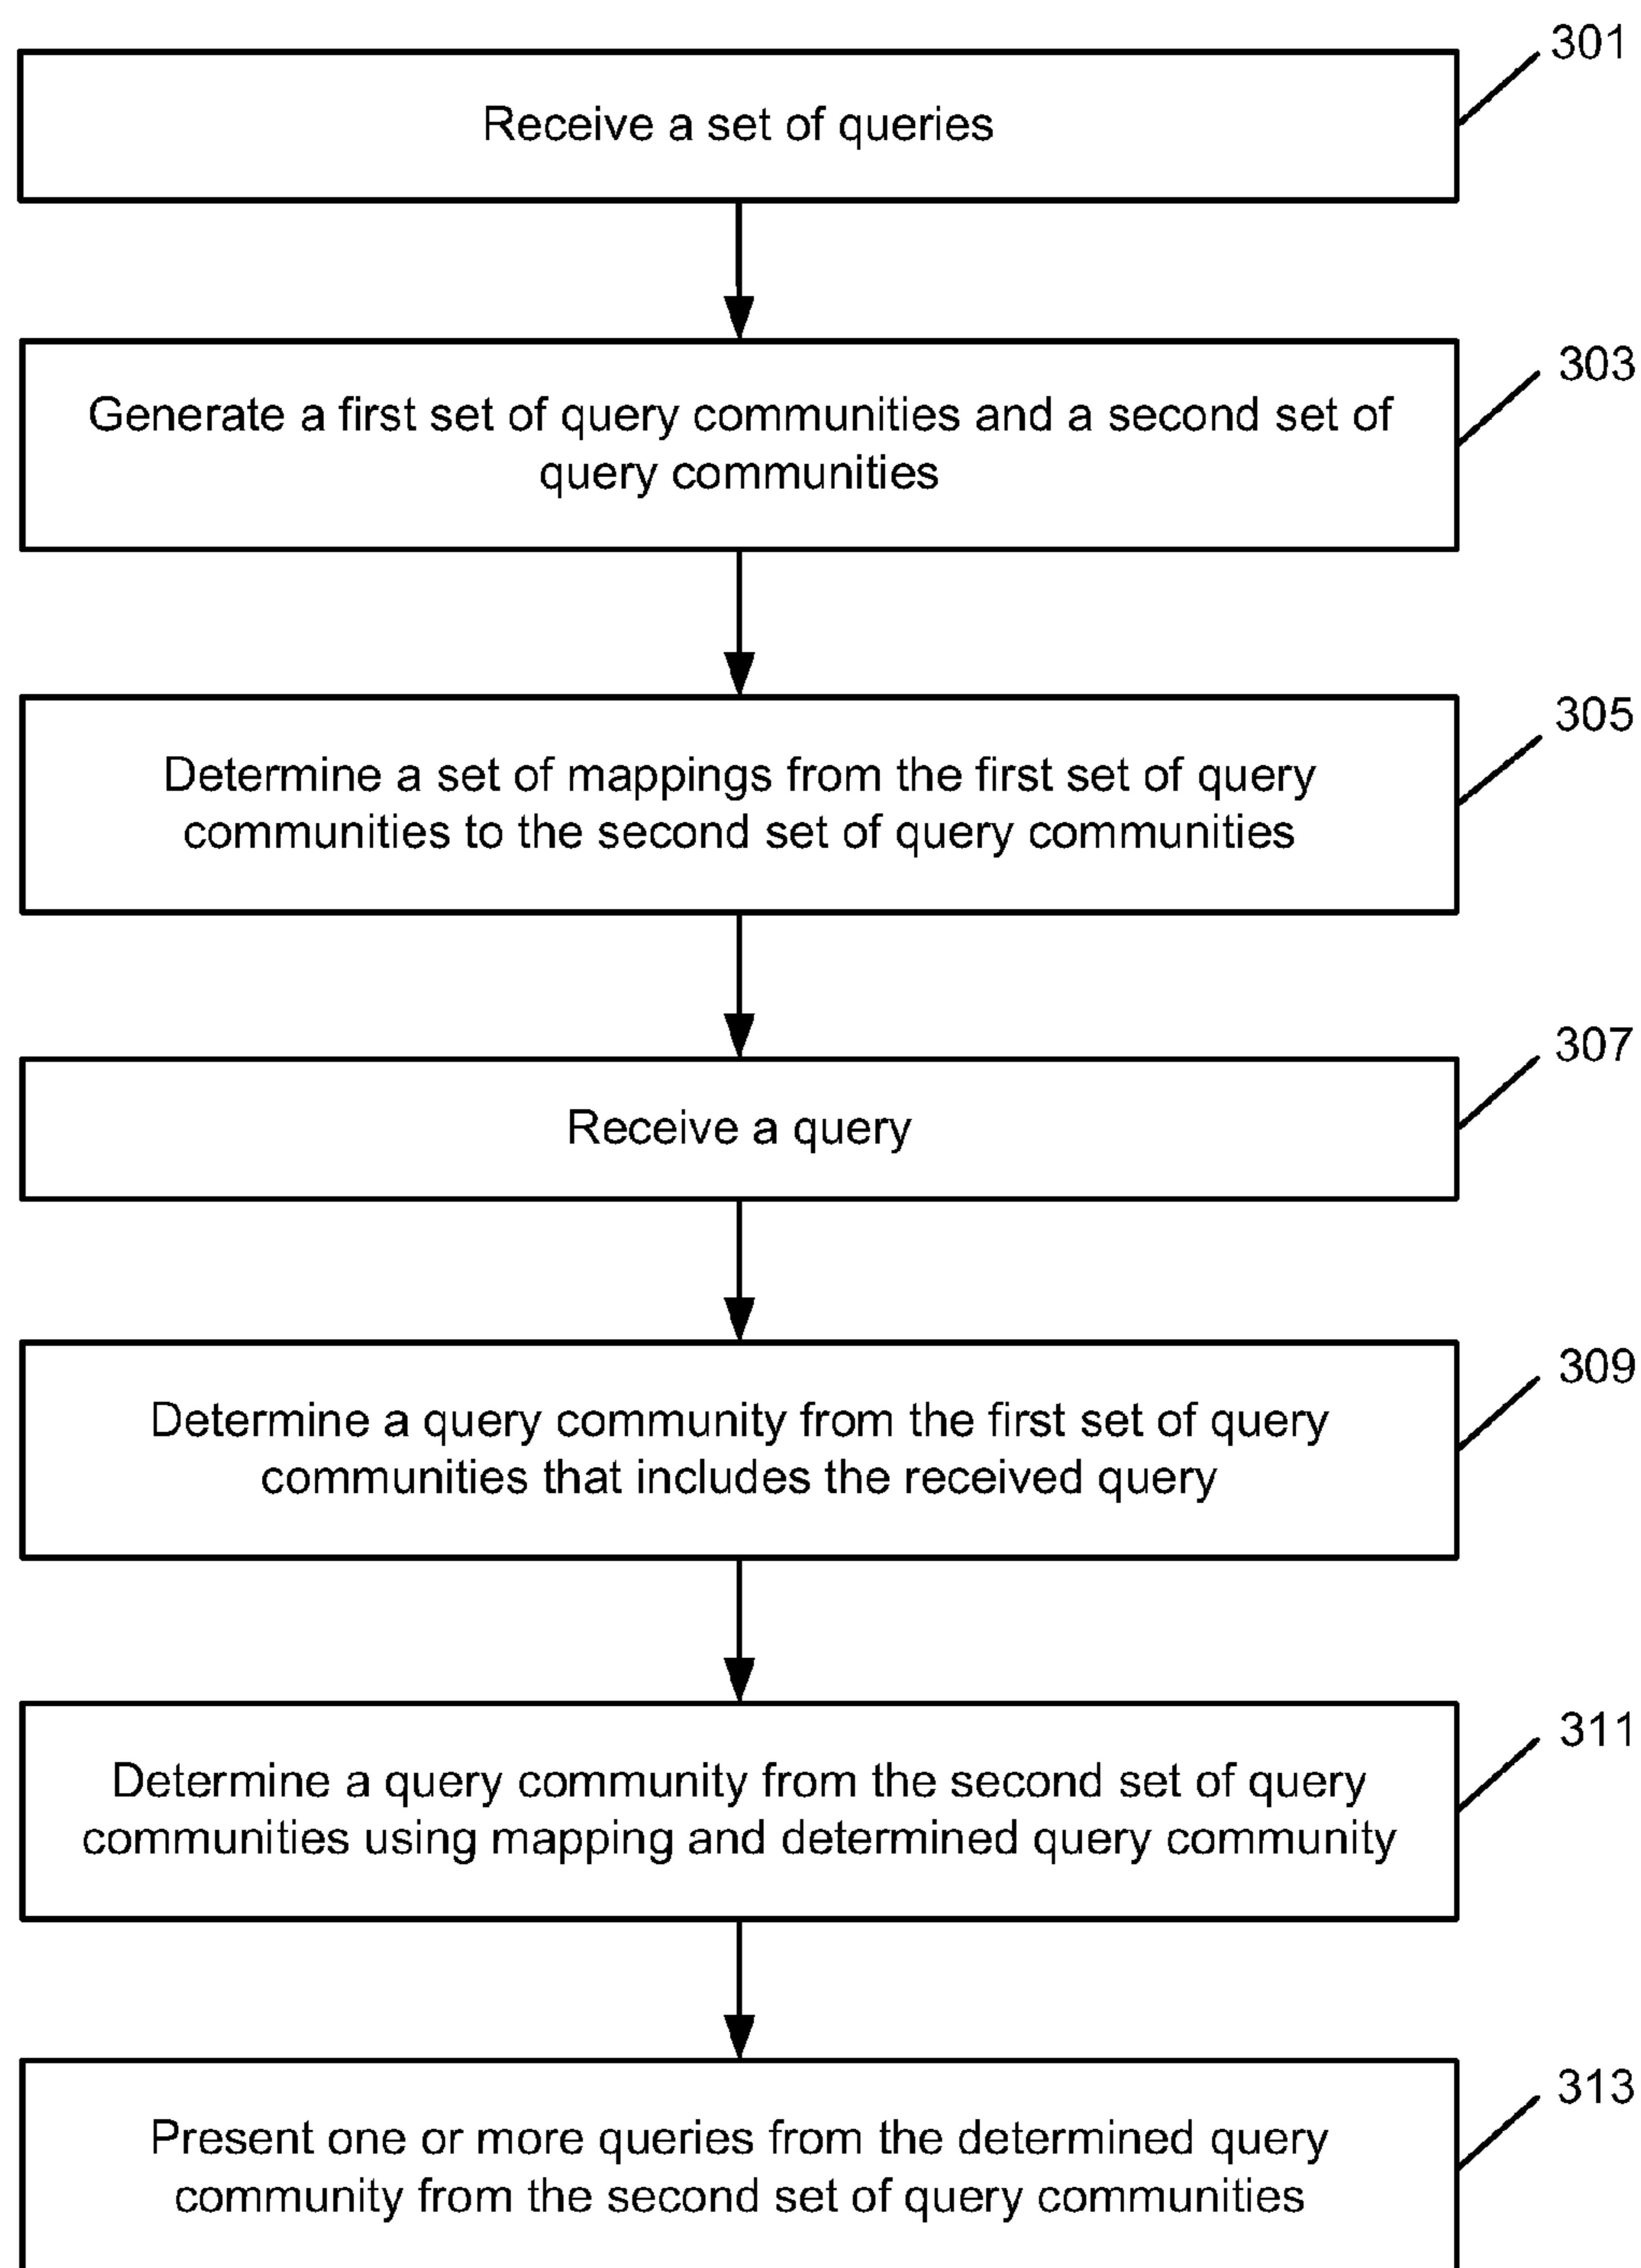 301
Receive a set of queries
303
Generate a first set of query communities and a second set of
query communities
305
Determine a set of mappings from the first set of query
communities to the second set of query communities
307
Receive a query
309
Determine a query community from the first set of query
communities that includes the received query
311
Determine a query community from the second set of query
communities using mapping and determined query community
313
Present one or more queries from the determined query
community from the second set of query communities